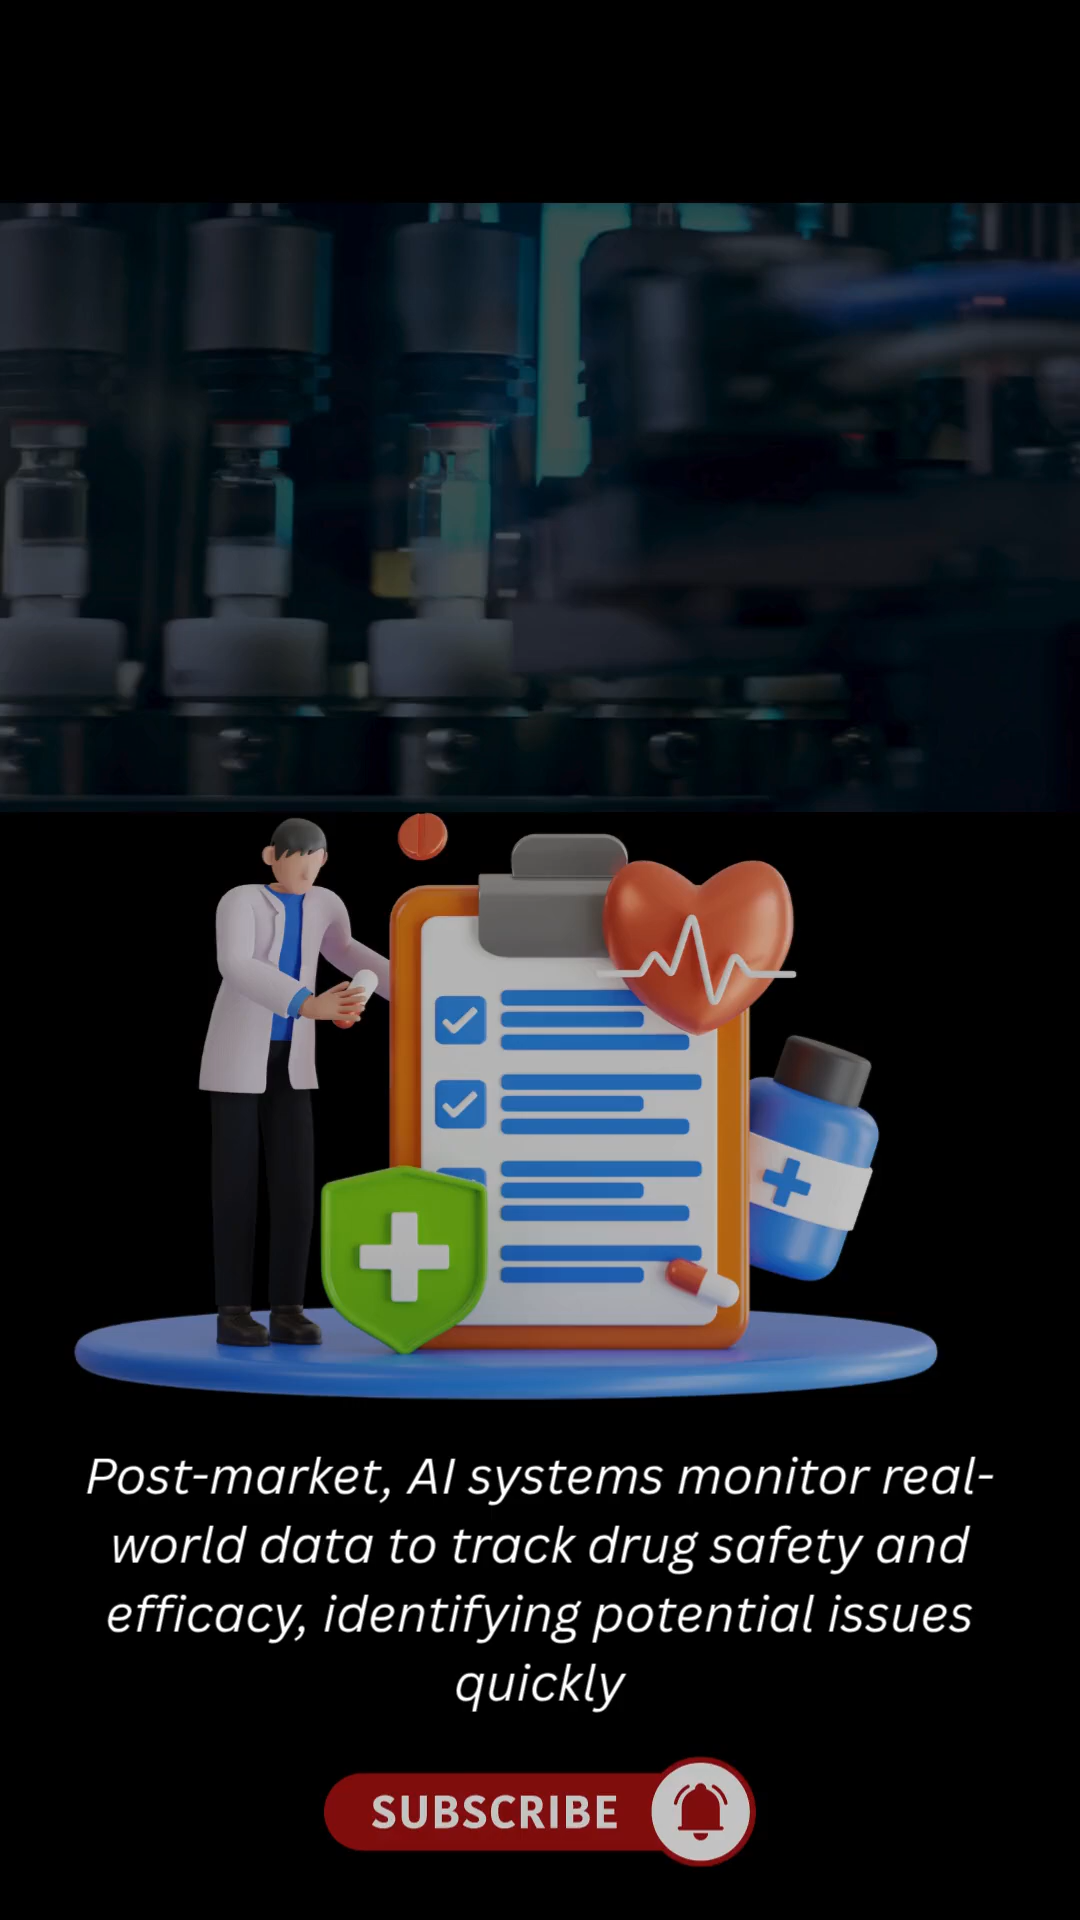 Post-market, AI systems monitor real-
world data to track drug safety and
efficacy, identifying potential issues
quickly
SUBSCRIBE